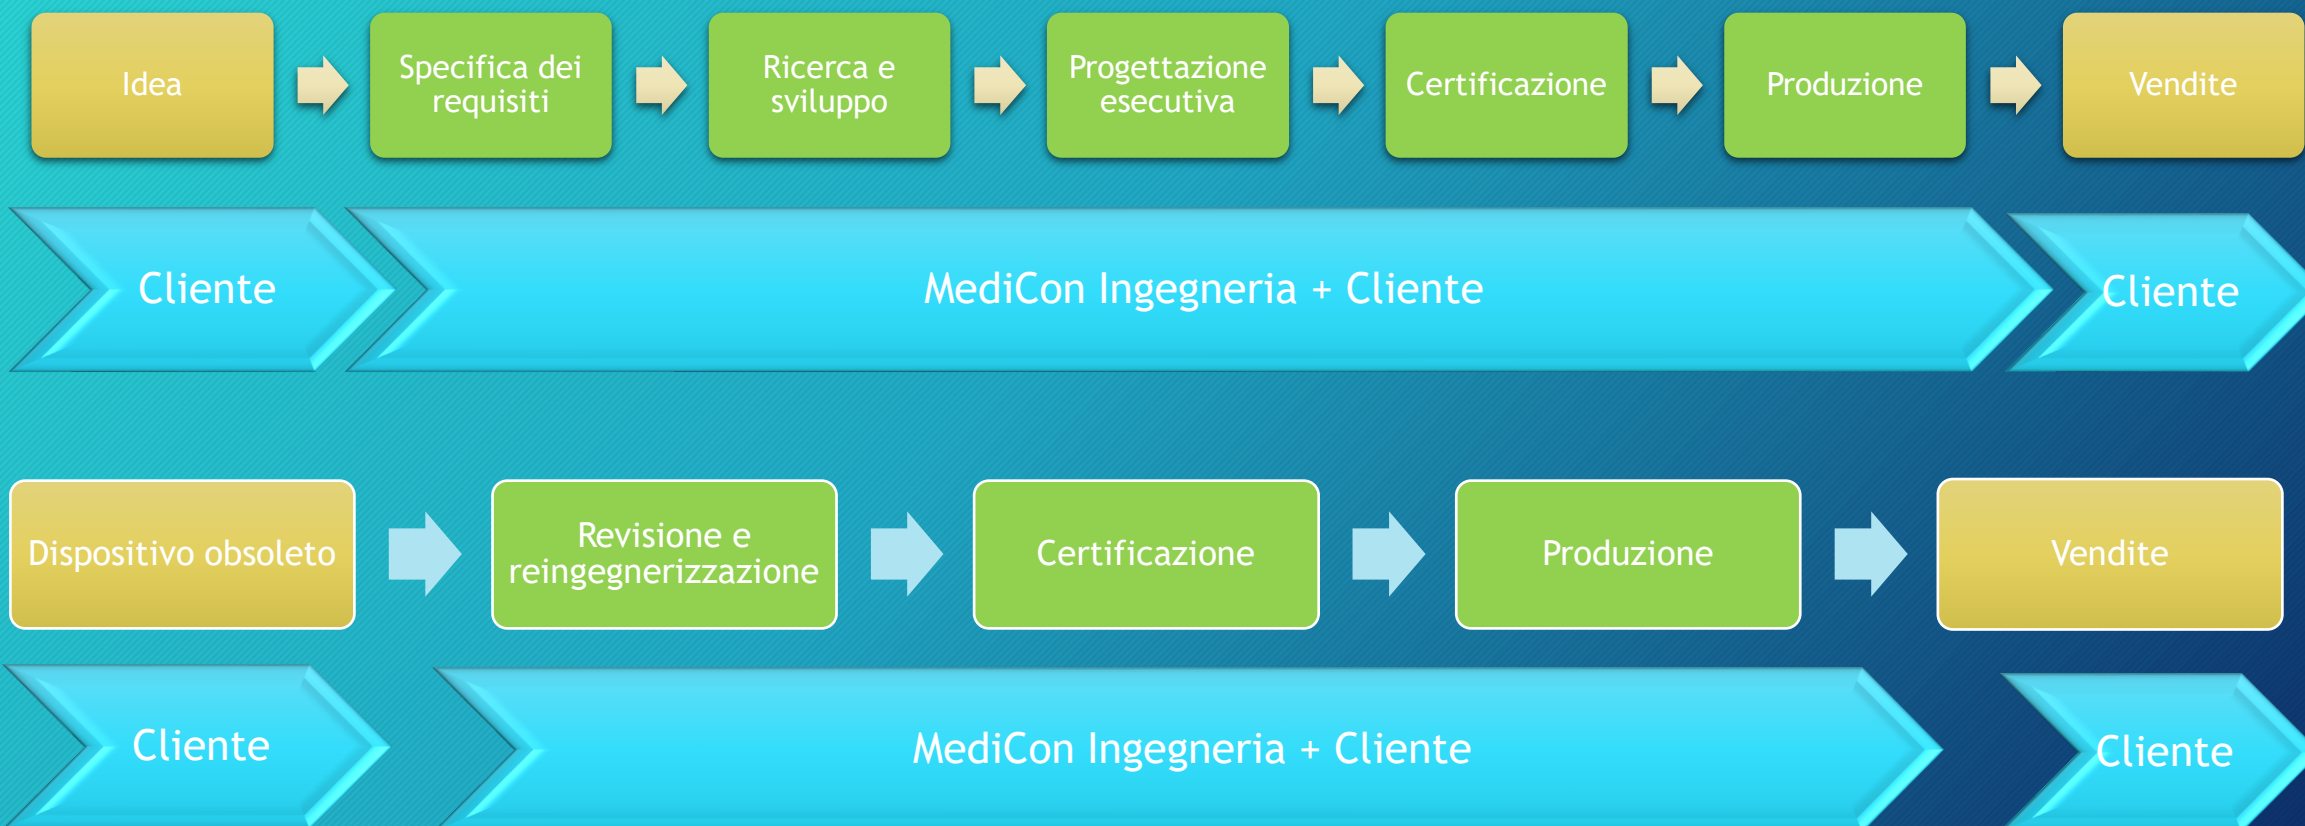 Idea
Specifica dei
requisiti
Ricerca e
sviluppo
Progettazione
esecutiva
Certificazione
Produzione
Vendite
Cliente
MediCon Ingegneria + Cliente
Cliente
Dispositivo obsoleto
Revisione e
reingegnerizzazione
Certificazione
Produzione
Vendite
Cliente
MediCon Ingegneria + Cliente
Cliente